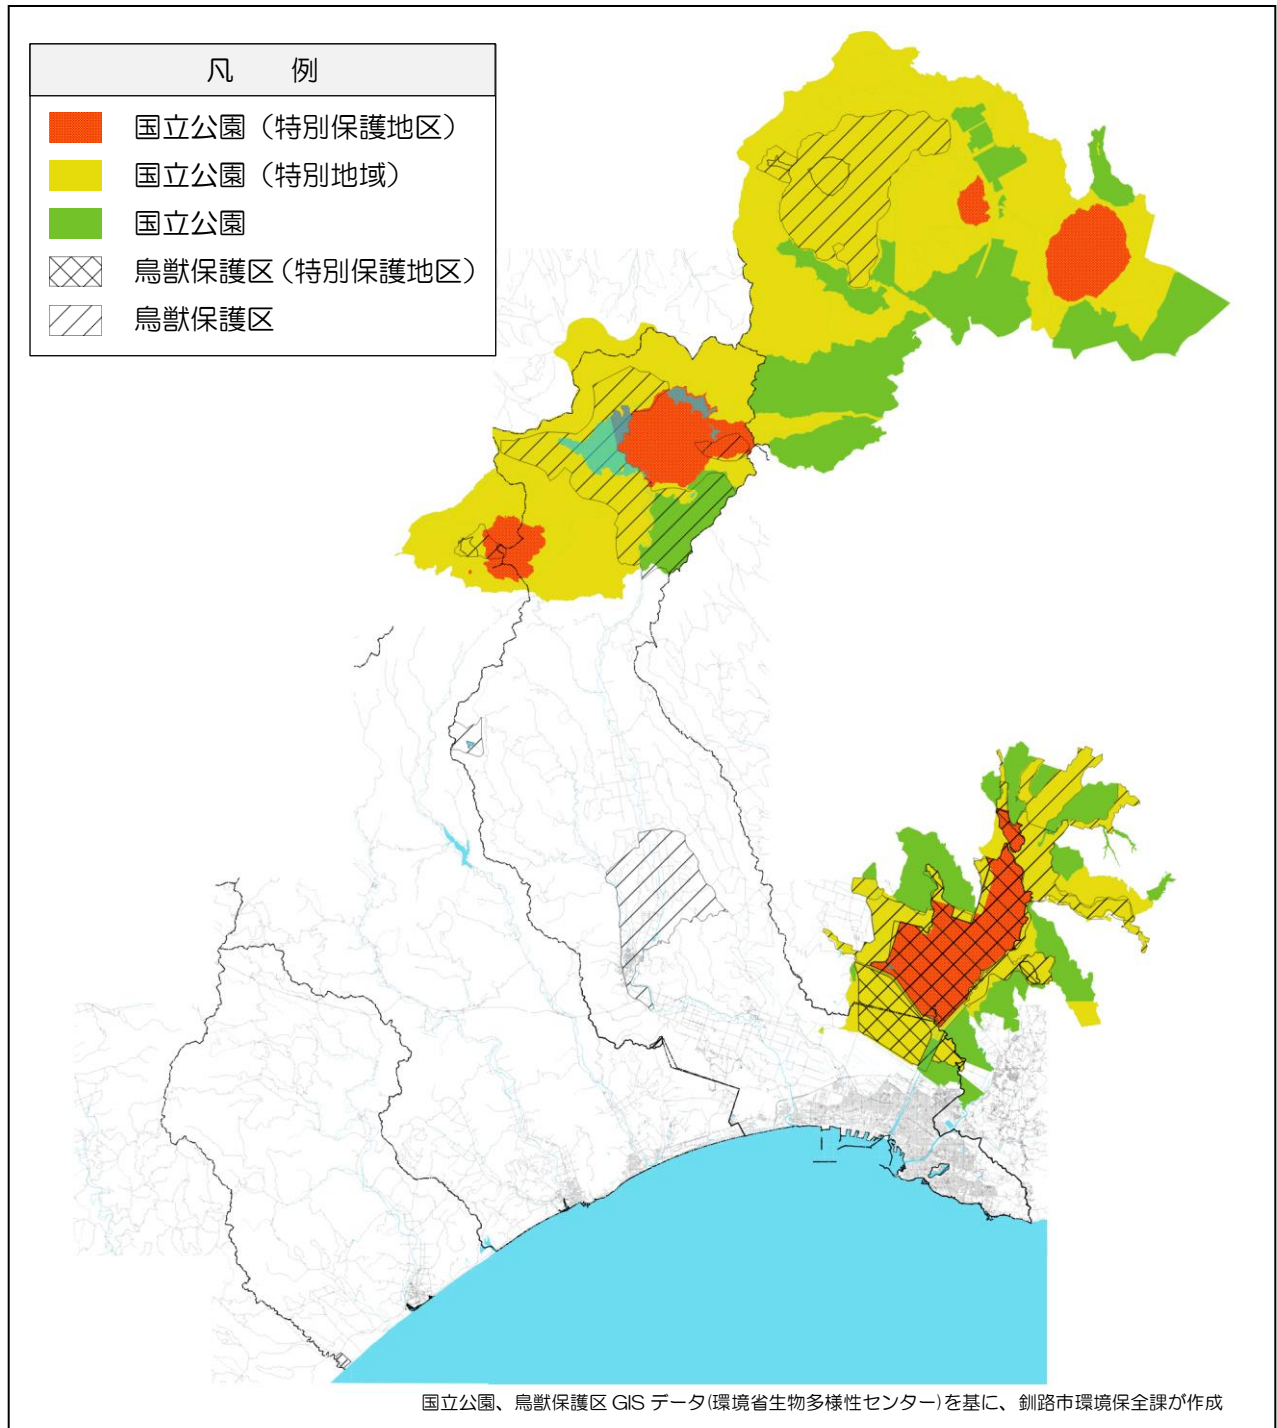 凡 例
国立公園（特別保護地区）
国立公園（特別地域）
国立公園
鳥獣保護区（特別保護地区）
鳥獣保護区
国立公園、鳥獣保護区 GIS データ(環境省生物多様性センター)を基に、釧路市環境保全課が作成